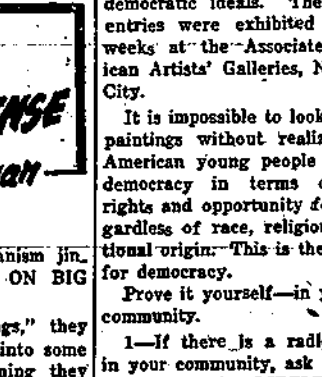 NSE
an
anism jin-
ON BIG
gs," they
into some
ning they
democratic ideals. The
entries were exhibited
weeks at the Associate
ican Artists' Galleries, N
City.
It is impossible to look
paintings without reali
American young people
democracy in terms
rights and opportunity f
gardless of race, religio
tional origin. This is the
for democracy.
Prove it yourself—in y
community.
1—If there is a radi
in your community, ask